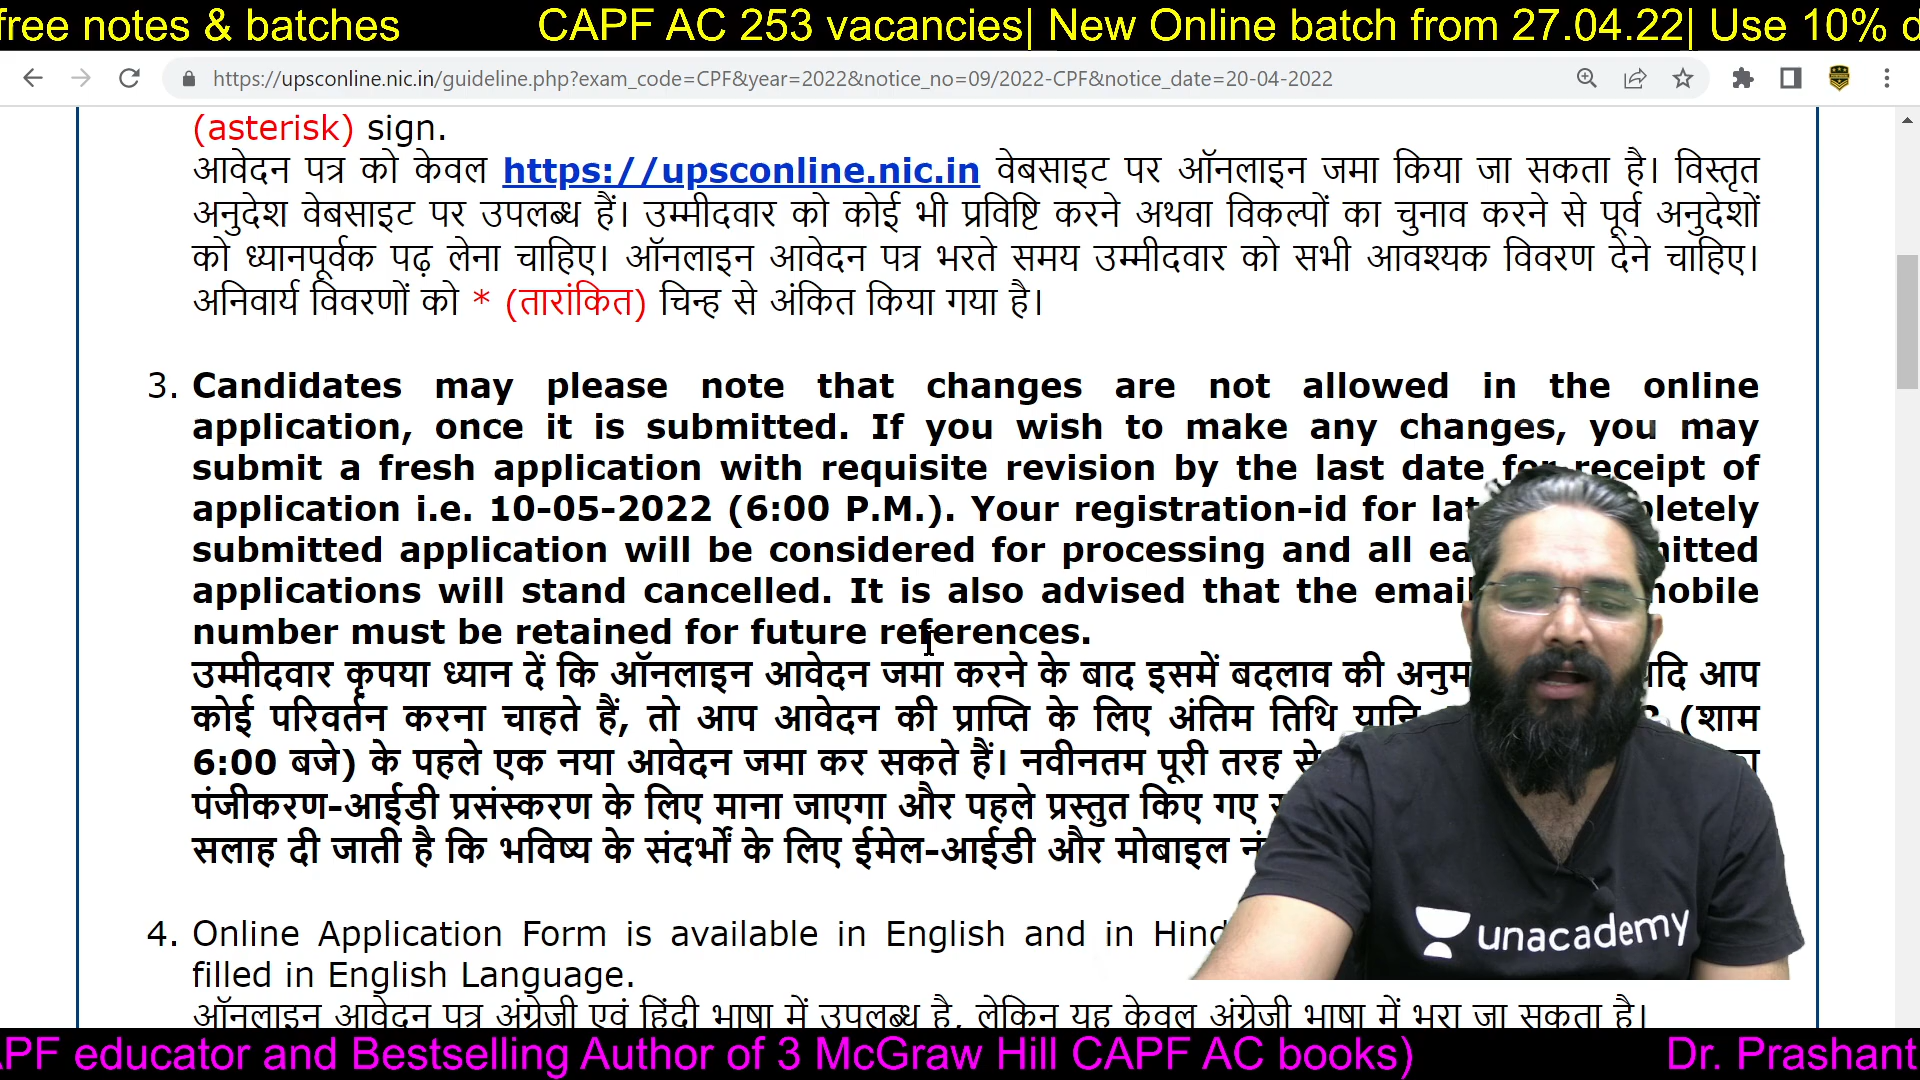 free notes & batches CAPF AC 253 vacancies| New Online batch from 27.04.22| Use 10%
https://upsconline.nic.in/guideline.php?exam_code=CPF&year=2022&notice_no=09/2022-CPF&notice_date=20-04-2022
(asterisk) sign.
आवेदन पत्र को केवल https://upsconline.nic.in वेबसाइट पर ऑनलाइन जमा किया जा सकता है। विस्तृत
अनुदेश वेबसाइट पर उपलब्ध हैं। उम्मीदवार को कोई भी प्रविष्टि करने अथवा विकल्पों का चुनाव करने से पूर्व अनुदेशों
को ध्यानपूर्वक पढ़ लेना चाहिए। ऑनलाइन आवेदन पत्र भरते समय उम्मीदवार को सभी आवश्यक विवरण देने चाहिए।
अनिवार्य विवरणों को * (तारांकित) चिन्ह से अंकित किया गया है।
3. Candidates may please note that changes are not allowed in the online
application, once it is submitted. If you wish to make any changes, you may
submit a fresh application with requisite revision by the last date for receipt of
application i.e. 10-05-2022 (6:00 P.M.). Your registration-id for
submitted application will be considered for processing and all
applications will stand cancelled. It is also advised that the email mobile
number must be retained for future references.
उम्मीदवार कृपया ध्यान दें कि ऑनलाइन आवेदन जमा करने के बाद इसमें बदलाव की आप
कोई परिवर्तन करना चाहते हैं, तो आप आवेदन की प्राप्ति के लिए अंतिम तिथि यानि (शाम
6:00 बजे) के पहले एक नया आवेदन जमा कर सकते हैं। नवीनतम पूरी तरह से
पंजीकरण-आईडी प्रसंस्करण के लिए माना जाएगा और पहले प्रस्तुत किए गए
सलाह दी जाती है कि भविष्य के संदर्भों के लिए ईमेल-आईडी और मोबाइल
4. Online Application Form is available in English and in
filled in English Language.
ऑनलाइन आवेदन पत्र अंग्रेजी एवं हिंदी भाषा में उपलब्ध है, लेकिन यह केवल अंग्रेजी भाषा में भरा जा सकता है।
unacademy
PF educator and Bestselling Author of 3 McGraw Hill CAPF AC books) Dr. Prashant